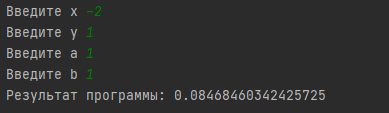 Введите x -2
Введите y 1
Введите a 1
Введите b 1
Результат программы: 0.08468460342425725